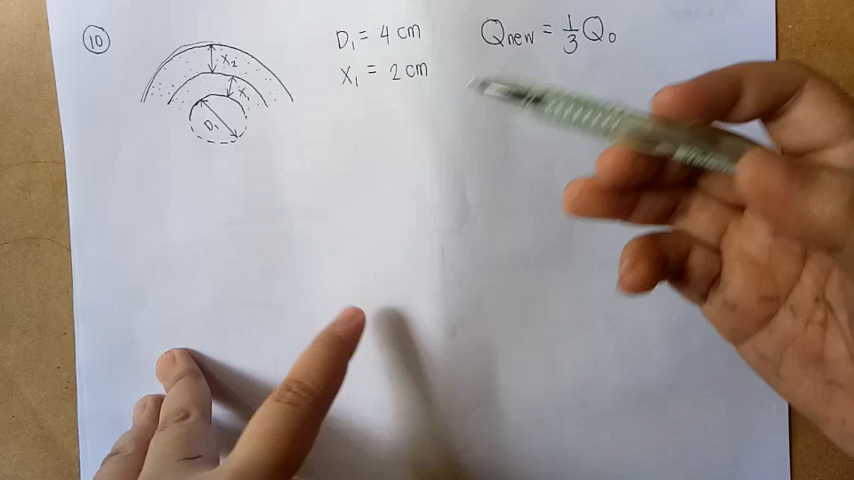 10
D₁ = 4 cm
Qnew = 1/3 Q₀
X₁ = 2 cm
X₂
X₁
D₁